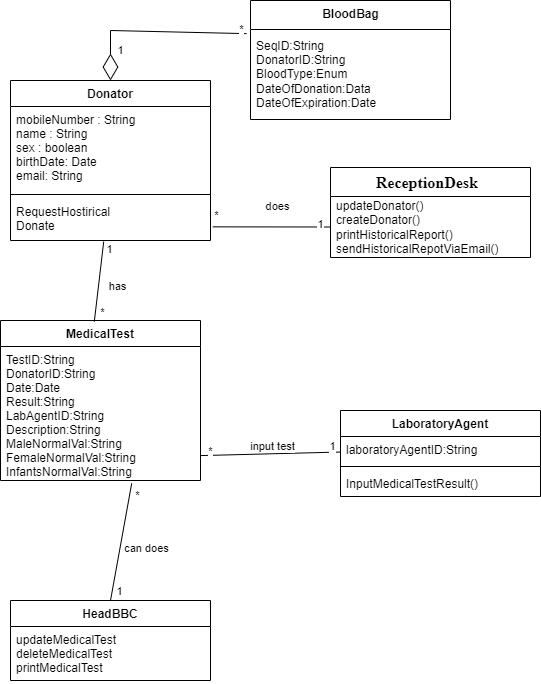 BloodBag
SeqID:String
DonatorID:String
BloodType:Enum
DateOfDonation:Data
DateOfExpiration:Date
*
1
Donator
mobileNumber : String
name : String
sex : boolean
birthDate: Date
email: String
RequestHostirical
Donate
*
does
1
ReceptionDesk
updateDonator()
createDonator()
printHistoricalReport()
sendHistoricalRepotViaEmail()
1
has
*
MedicalTest
TestID:String
DonatorID:String
Date:Date
Result:String
LabAgentID:String
Description:String
MaleNormalVal:String
FemaleNormalVal:String
InfantsNormalVal:String
*
input test
1
LaboratoryAgent
laboratoryAgentID:String
InputMedicalTestResult()
*
can does
1
HeadBBC
updateMedicalTest
deleteMedicalTest
printMedicalTest